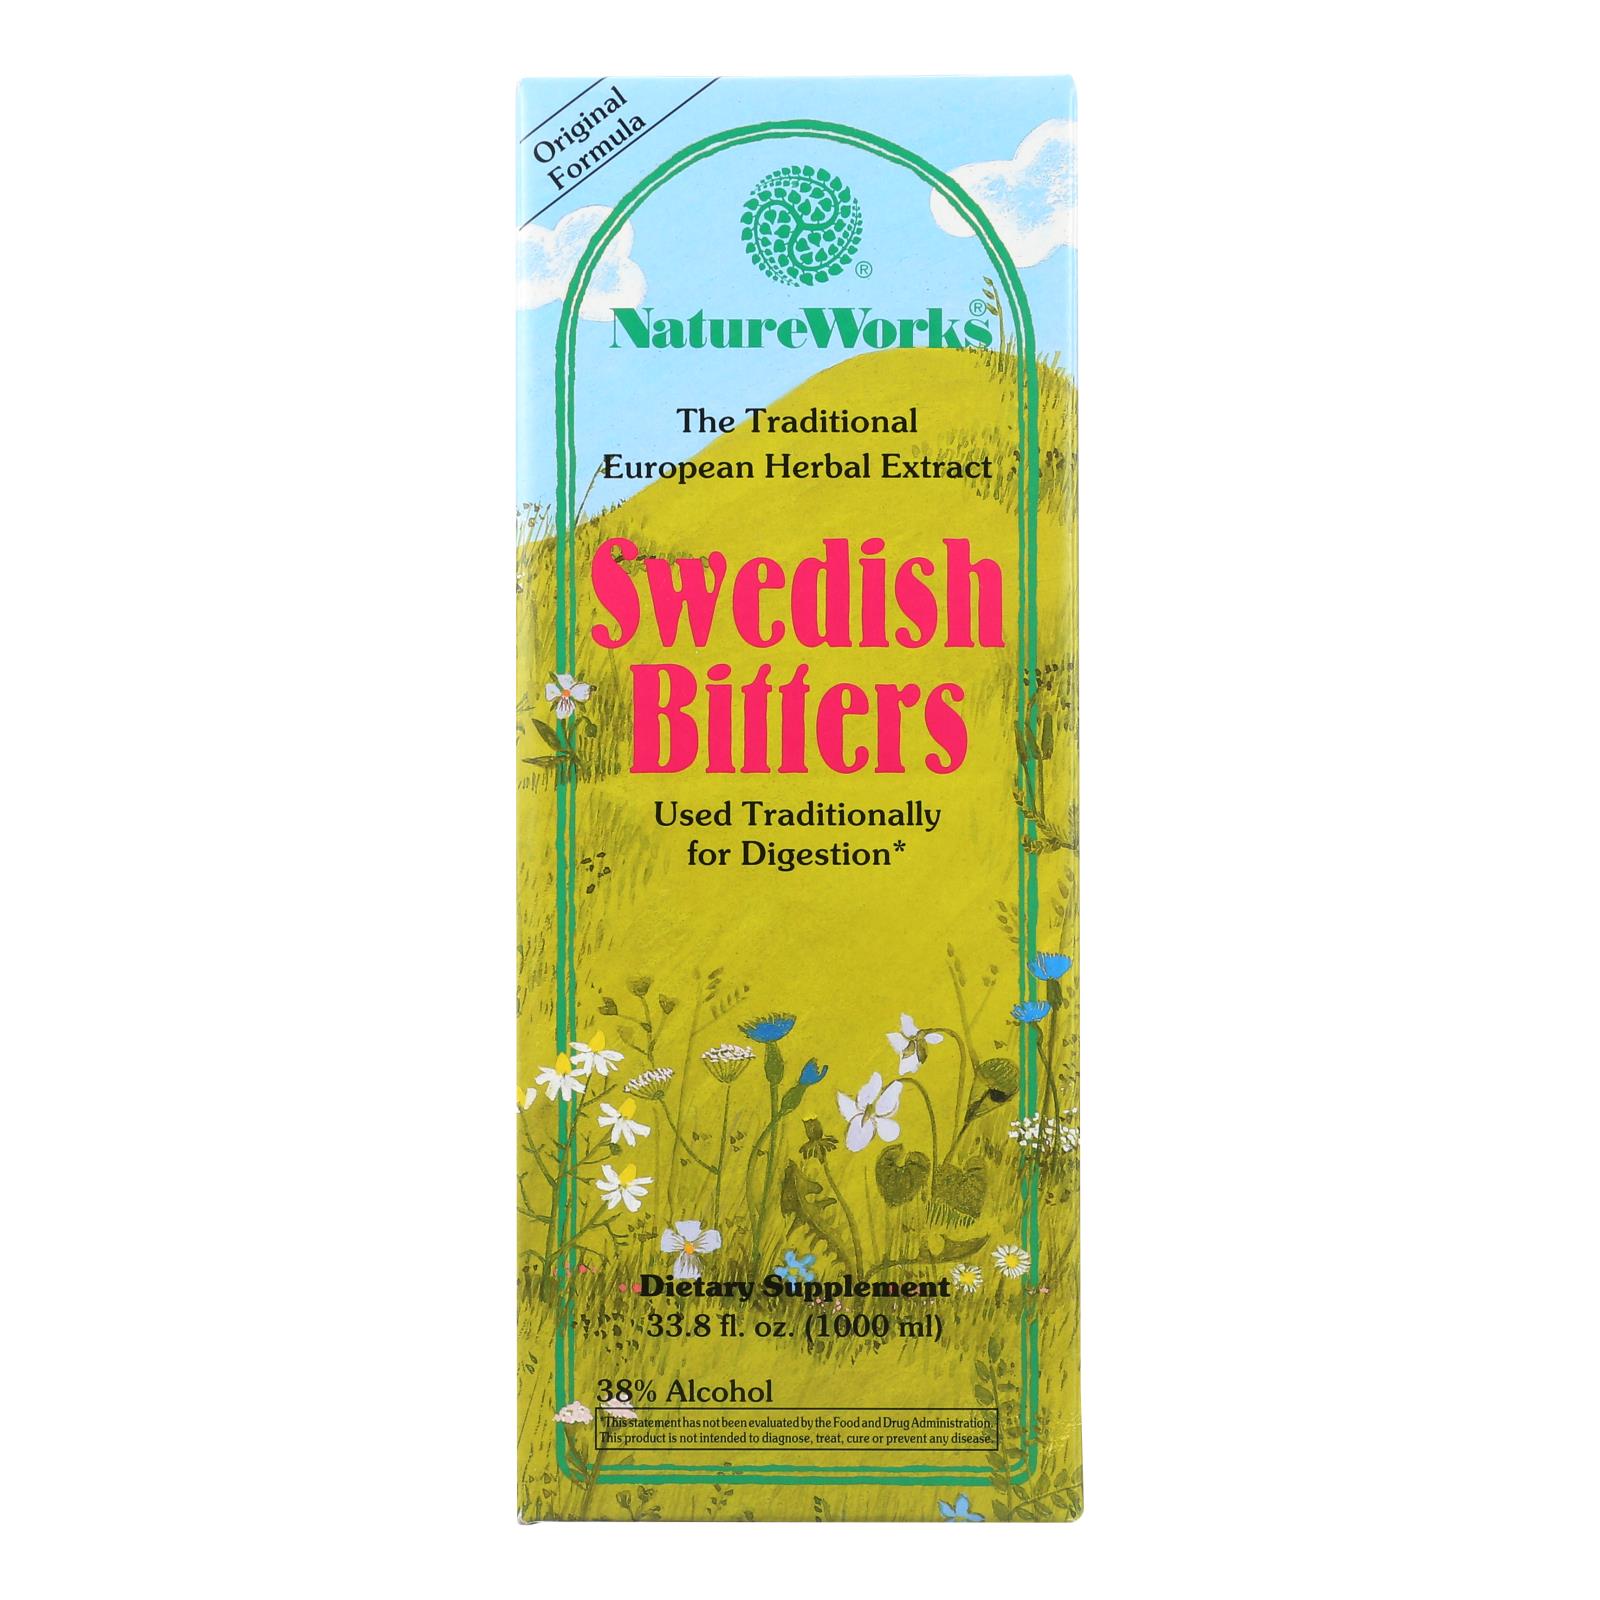 Original
Formula
®
NatureWorks®
The Traditional
European Herbal Extract
Swedish
Bitters
Used Traditionally
for Digestion*
Dietary Supplement
33.8 fl. oz. (1000 ml)
38% Alcohol
*This statement has not been evaluated by the Food and Drug Administration.
This product is not intended to diagnose, treat, cure or prevent any disease.